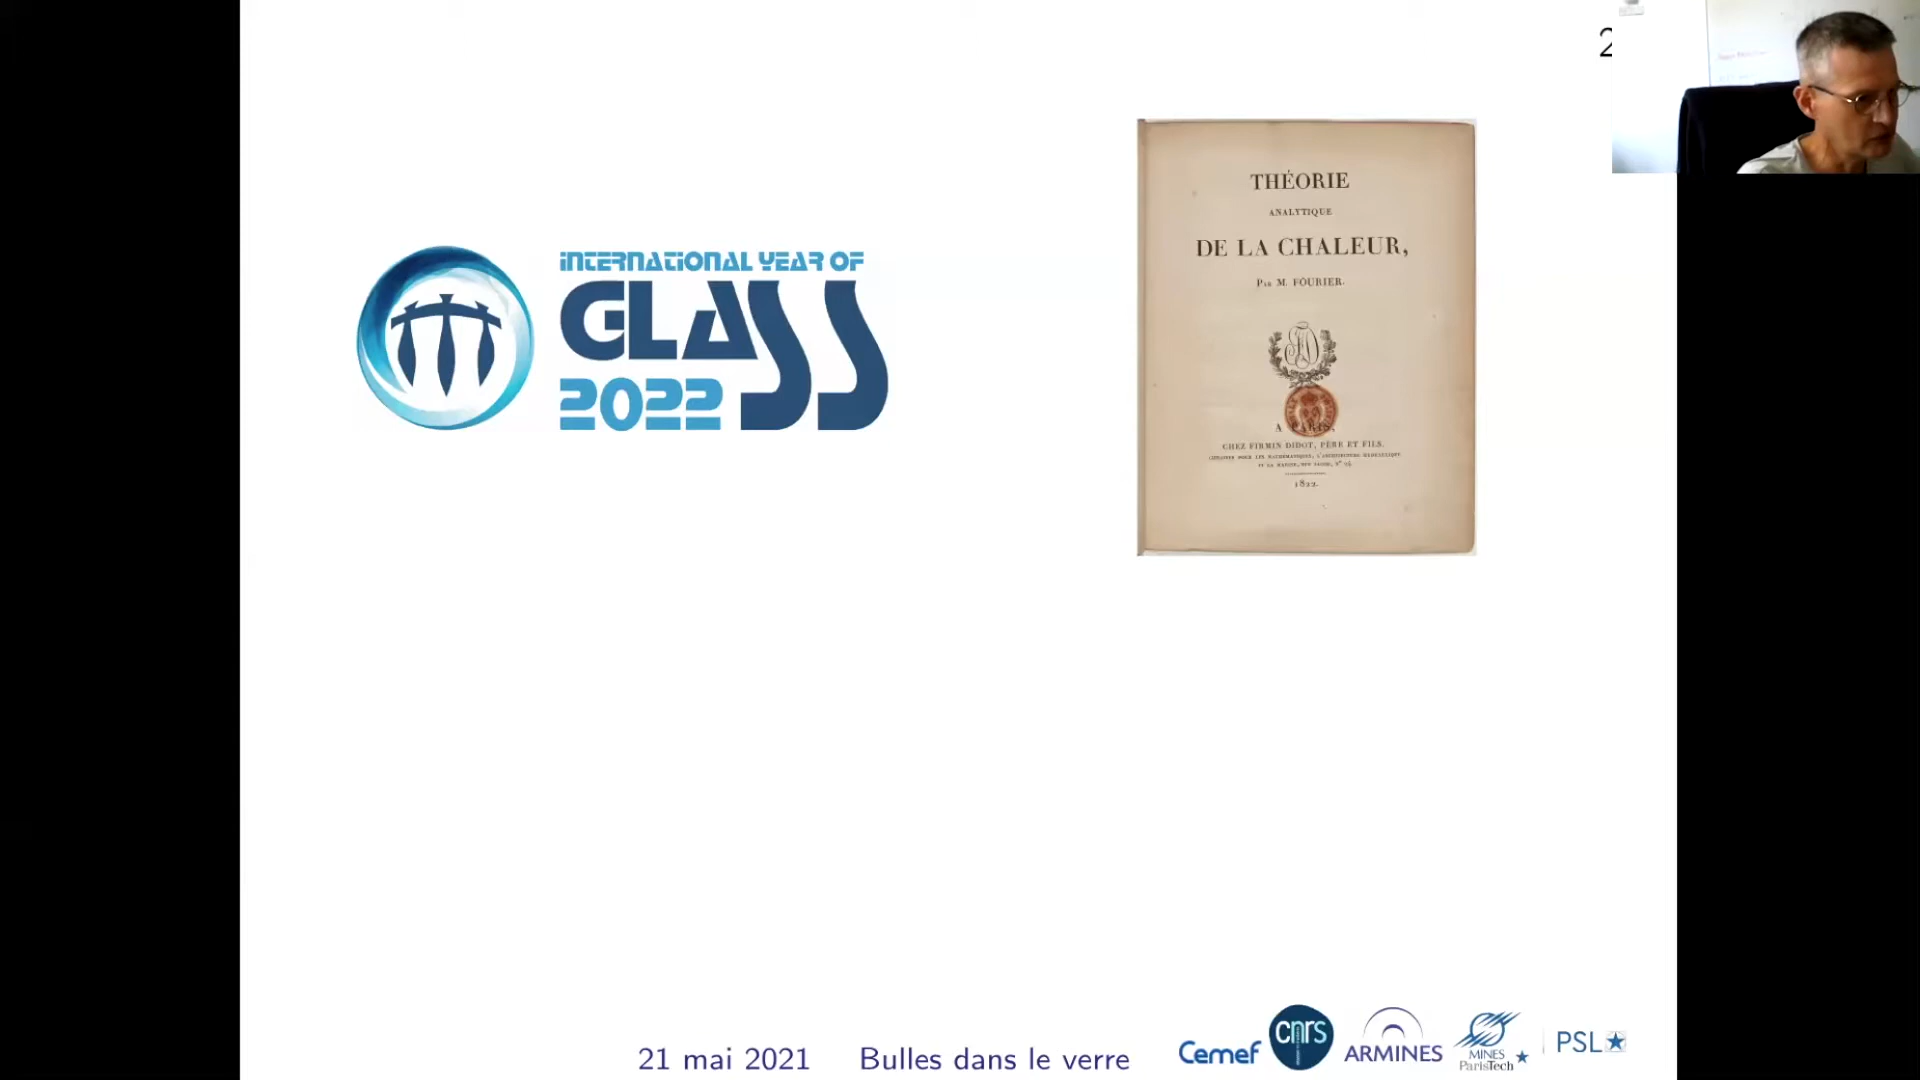 2
INTERNATIONAL YEAR OF
GLASS
2022
THÉORIE
ANALYTIQUE
DE LA CHALEUR,
PAR M. FOURIER.
A PARIS,
CHEZ FIRMIN DIDOT, PÈRE ET FILS,
1822.
21 mai 2021 Bulles dans le verre
Cemef
cnrs
ARMINES
MINES
ParisTech
PSL